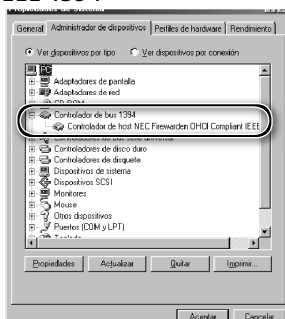 General Administrador de dispositivos Perfiles de hardware Rendimiento
Ver dispositivos por tipo Ver dispositivos por conexión
PC
Adaptadores de pantalla
Adaptadores de red
CD-ROM
Controlador de bus 1394
Controlador de host NEC Firewarden OHCI Compliant IEEE
Controladores de disco duro
Controladores de disquete
Dispositivos de sistema
Dispositivos SCSI
Monitores
Mouse
Otros dispositivos
Puertos (COM y LPT)
Teclado
Propiedades Actualizar Quitar Imprimir...
Aceptar Cancelar